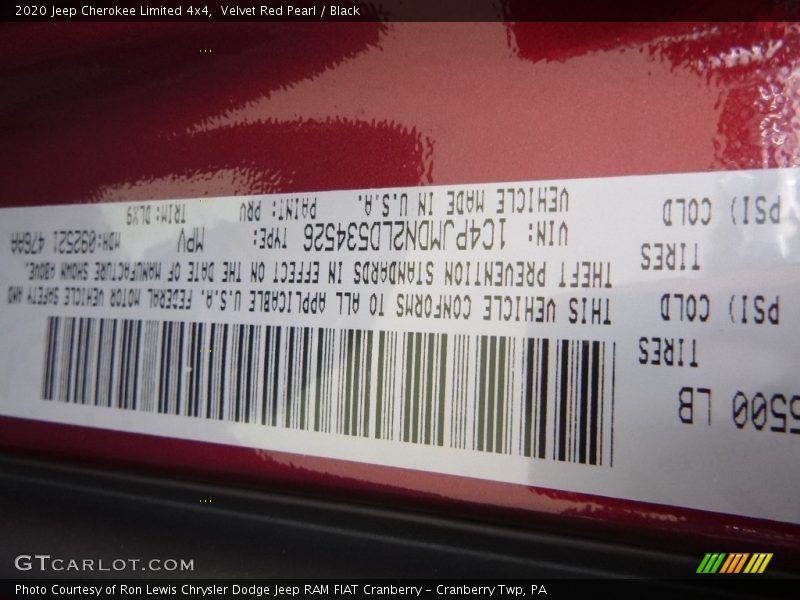 2020 Jeep Cherokee Limited 4x4,  Velvet Red Pearl / Black
5500 LB
TIRES
PSI) COLD
TIRES
PSI) COLD
THIS VEHICLE CONFORMS TO ALL APPLICABLE U.S.A. FEDERAL MOTOR VEHICLE SAFETY AND
THEFT PREVENTION STANDARDS IN EFFECT ON THE DATE OF MANUFACTURE SHOWN ABOVE.
VIN: 1C4PJMDN2LD534526 TYPE: MPV MDH:092521 476AA
VEHICLE MADE IN U.S.A. PAINT: PRV TRIM: DLX9
GTCARLOT.COM
Photo Courtesy of Ron Lewis Chrysler Dodge Jeep RAM FIAT Cranberry – Cranberry Twp, PA